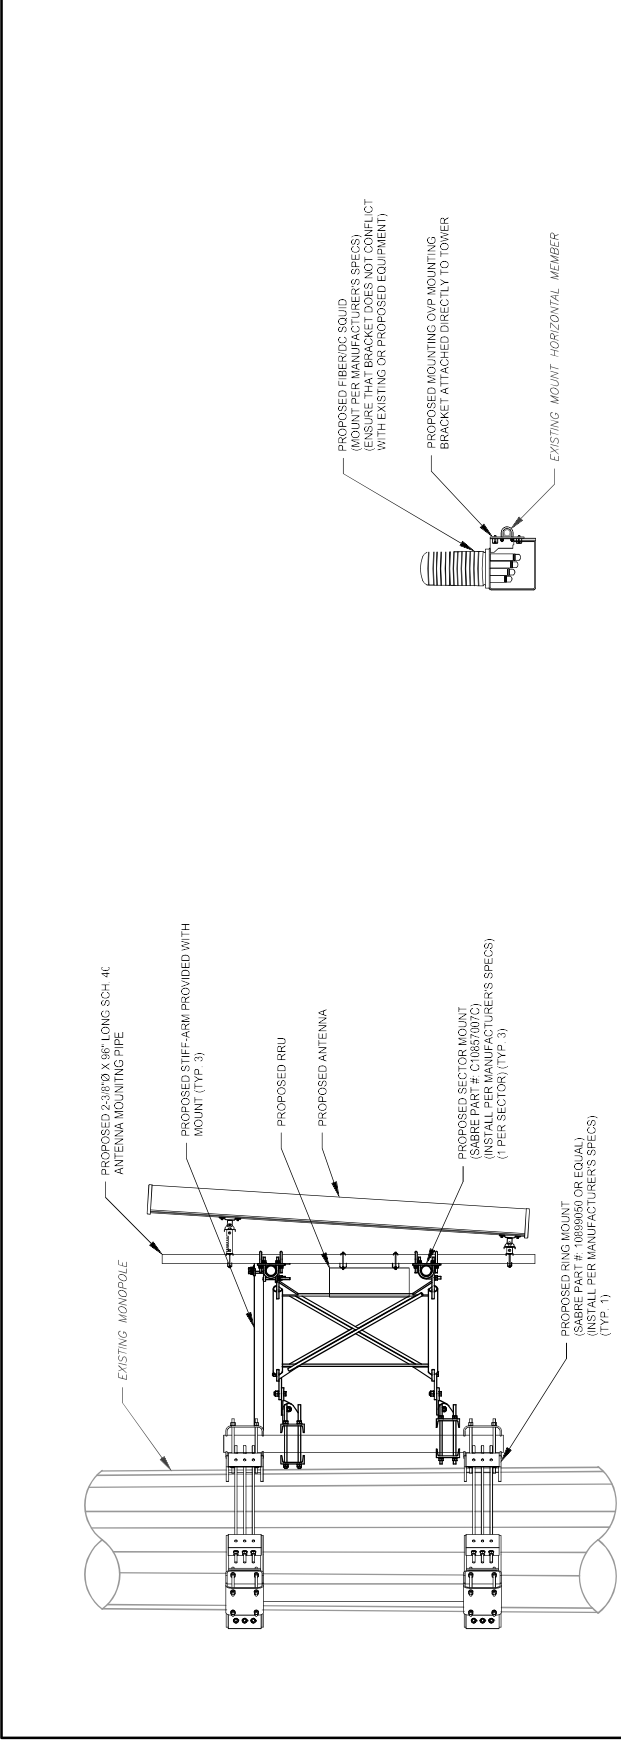 EXISTING MONOPOLE
PROPOSED 2-3/8"Ø X 96" LONG SCH. 40
ANTENNA MOUNITNG PIPE
PROPOSED STIFF-ARM PROVIDED WITH
MOUNT (TYP. 3)
PROPOSED RRU
PROPOSED ANTENNA
PROPOSED SECTOR MOUNT
(SABRE PART #: C10857007C)
(INSTALL PER MANUFACTURER'S SPECS)
(1 PER SECTOR) (TYP. 3)
PROPOSED RING MOUNT
(SABRE PART #: 10899050 OR EQUAL)
(INSTALL PER MANUFACTURER'S SPECS)
(TYP. 1)
PROPOSED FIBER/DC SQUID
(MOUNT PER MANUFACTURER'S SPECS)
(ENSURE THAT BRACKET DOES NOT CONFLICT
WITH EXISTING OR PROPOSED EQUIPMENT)
PROPOSED MOUNTING OVP MOUNTING
BRACKET ATTACHED DIRECTLY TO TOWER
EXISTING MOUNT HORIZONTAL MEMBER